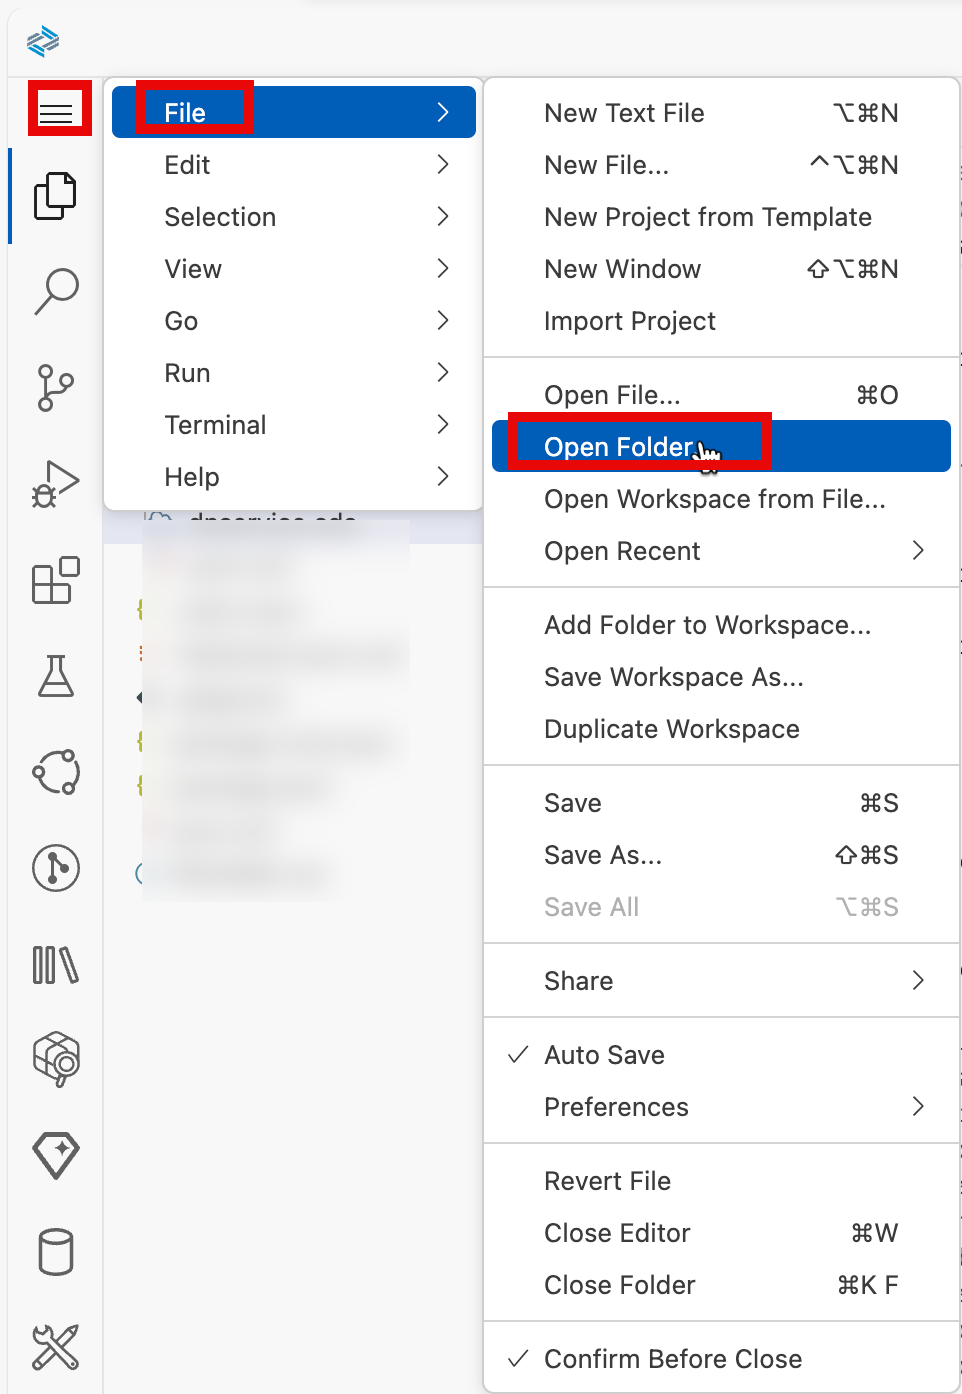 File
Edit
Selection
View
Go
Run
Terminal
Help
New Text File ⌥⌘N
New File... ^⌥⌘N
New Project from Template
New Window ⇧⌥⌘N
Import Project
Open File... ⌘O
Open Folder
Open Workspace from File...
Open Recent
Add Folder to Workspace...
Save Workspace As...
Duplicate Workspace
Save ⌘S
Save As... ⇧⌘S
Save All ⌥⌘S
Share
Auto Save
Preferences
Revert File
Close Editor ⌘W
Close Folder ⌘K F
Confirm Before Close